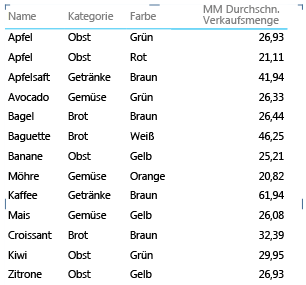 Name Kategorie Farbe MM Durchschn. Verkaufsmenge
Apfel Obst Grün 26,93
Apfel Obst Rot 21,11
Apfelsaft Getränke Braun 41,94
Avocado Gemüse Grün 26,33
Bagel Brot Braun 26,44
Baguette Brot Weiß 46,25
Banane Obst Gelb 25,21
Möhre Gemüse Orange 20,82
Kaffee Getränke Braun 61,94
Mais Gemüse Gelb 26,08
Croissant Brot Braun 32,39
Kiwi Obst Grün 29,95
Zitrone Obst Gelb 26,93